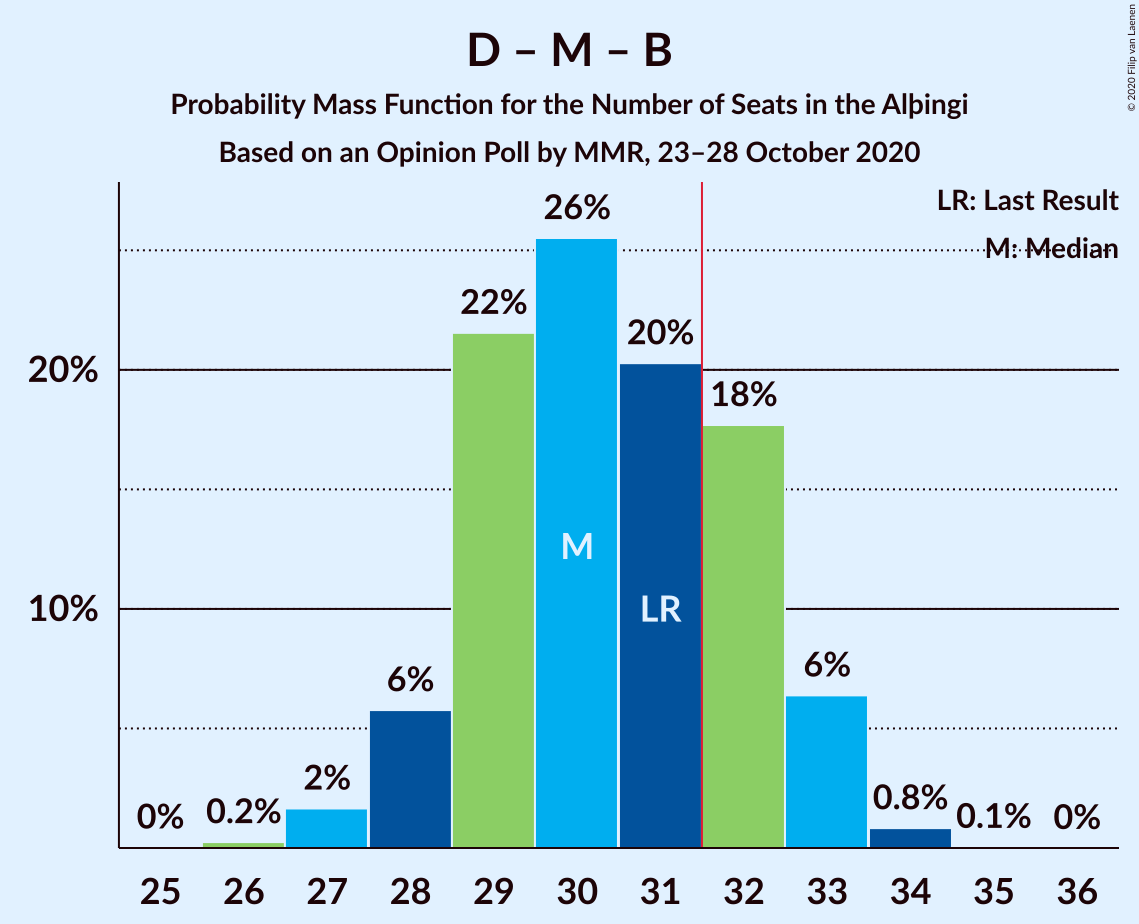 D – M – B
Probability Mass Function for the Number of Seats in the Alþingi
Based on an Opinion Poll by MMR, 23–28 October 2020
© 2020 Filip van Laenen
LR: Last Result
M: Median
20%
10%
0%
0.2%
2%
6%
22%
26%
20%
18%
6%
0.8%
0.1%
0%
M
LR
25 26 27 28 29 30 31 32 33 34 35 36